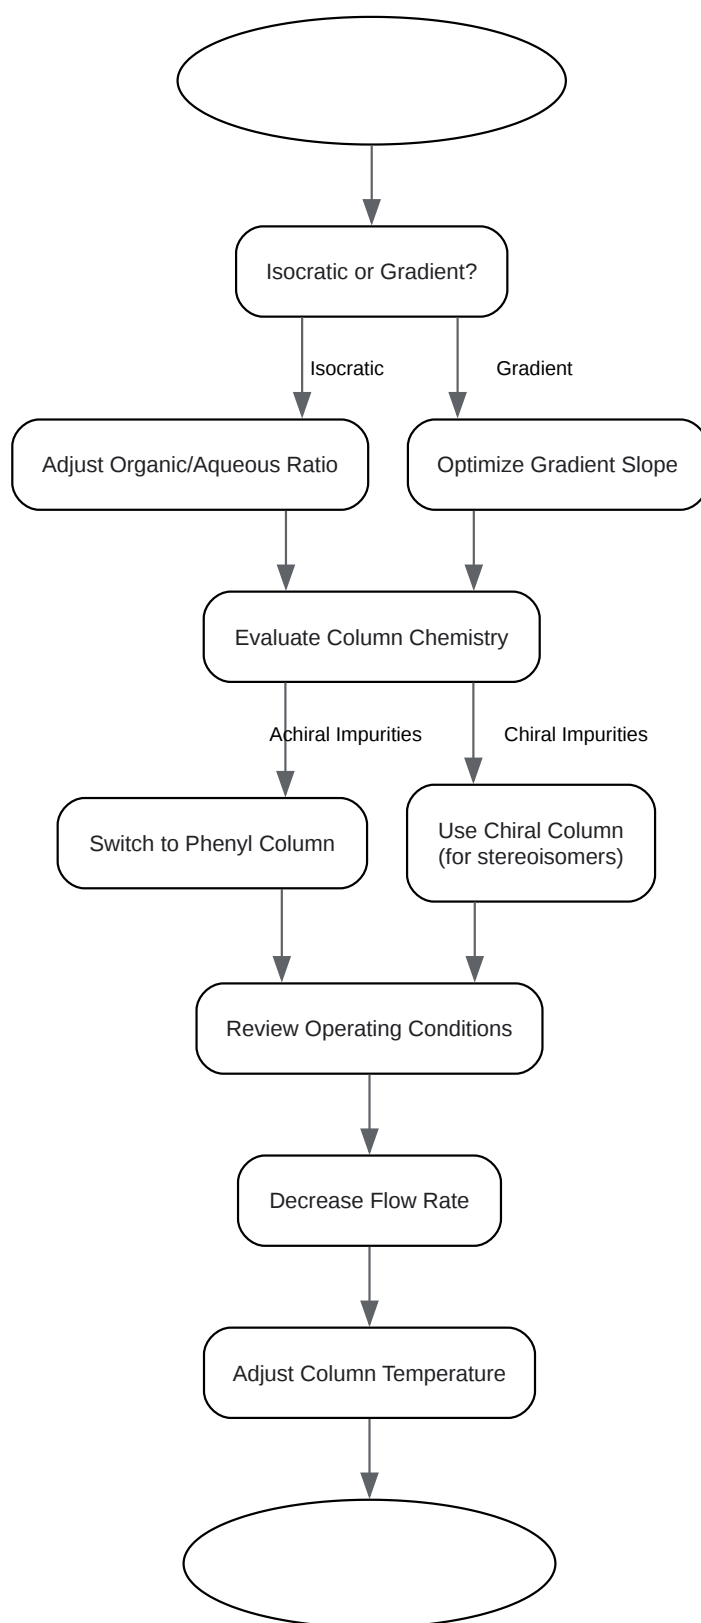 Isocratic or Gradient?
Isocratic
Gradient
Adjust Organic/Aqueous Ratio
Optimize Gradient Slope
Evaluate Column Chemistry
Achiral Impurities
Chiral Impurities
Switch to Phenyl Column
Use Chiral Column
(for stereoisomers)
Review Operating Conditions
Decrease Flow Rate
Adjust Column Temperature